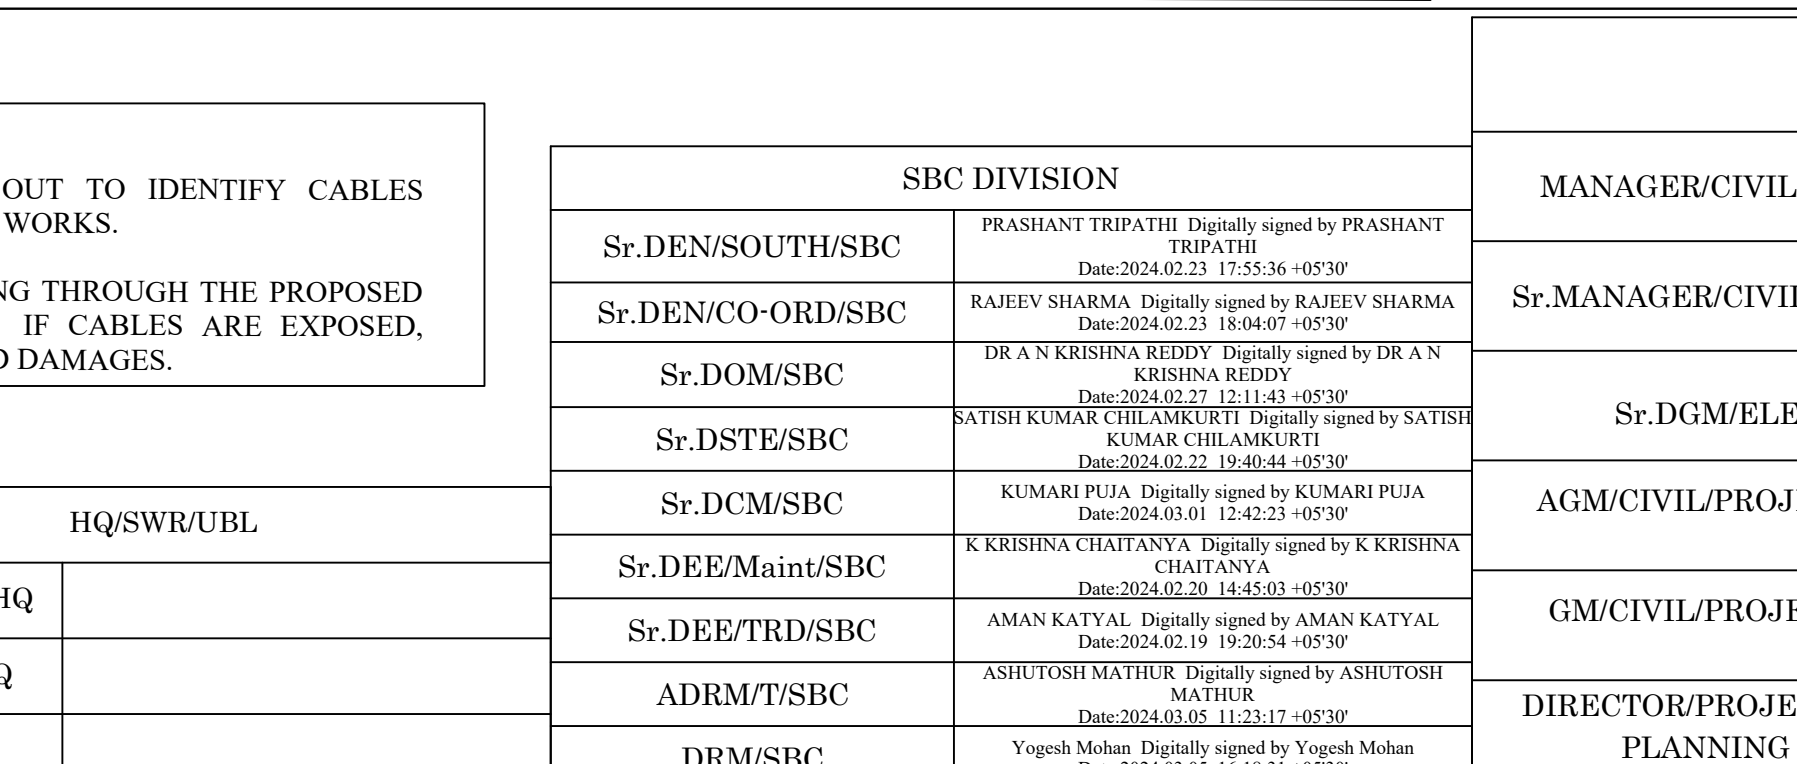 OUT TO IDENTIFY CABLES
WORKS.
NG THROUGH THE PROPOSED
IF CABLES ARE EXPOSED,
D DAMAGES.
HQ/SWR/UBL
HQ
Q
SBC DIVISION
Sr.DEN/SOUTH/SBC
PRASHANT TRIPATHI Digitally signed by PRASHANT
TRIPATHI
Date:2024.02.23 17:55:36 +05'30'
Sr.DEN/CO-ORD/SBC
RAJEEV SHARMA Digitally signed by RAJEEV SHARMA
Date:2024.02.23 18:04:07 +05'30'
Sr.DOM/SBC
DR A N KRISHNA REDDY Digitally signed by DR A N
KRISHNA REDDY
Date:2024.02.27 12:11:43 +05'30'
Sr.DSTE/SBC
SATISH KUMAR CHILAMKURTI Digitally signed by SATISH
KUMAR CHILAMKURTI
Date:2024.02.22 19:40:44 +05'30'
Sr.DCM/SBC
KUMARI PUJA Digitally signed by KUMARI PUJA
Date:2024.03.01 12:42:23 +05'30'
Sr.DEE/Maint/SBC
K KRISHNA CHAITANYA Digitally signed by K KRISHNA
CHAITANYA
Date:2024.02.20 14:45:03 +05'30'
Sr.DEE/TRD/SBC
AMAN KATYAL Digitally signed by AMAN KATYAL
Date:2024.02.19 19:20:54 +05'30'
ADRM/T/SBC
ASHUTOSH MATHUR Digitally signed by ASHUTOSH
MATHUR
Date:2024.03.05 11:23:17 +05'30'
DRM/SBC
Yogesh Mohan Digitally signed by Yogesh Mohan
MANAGER/CIVIL
Sr.MANAGER/CIVIL
Sr.DGM/ELE
AGM/CIVIL/PROJ
GM/CIVIL/PROJE
DIRECTOR/PROJE
PLANNING